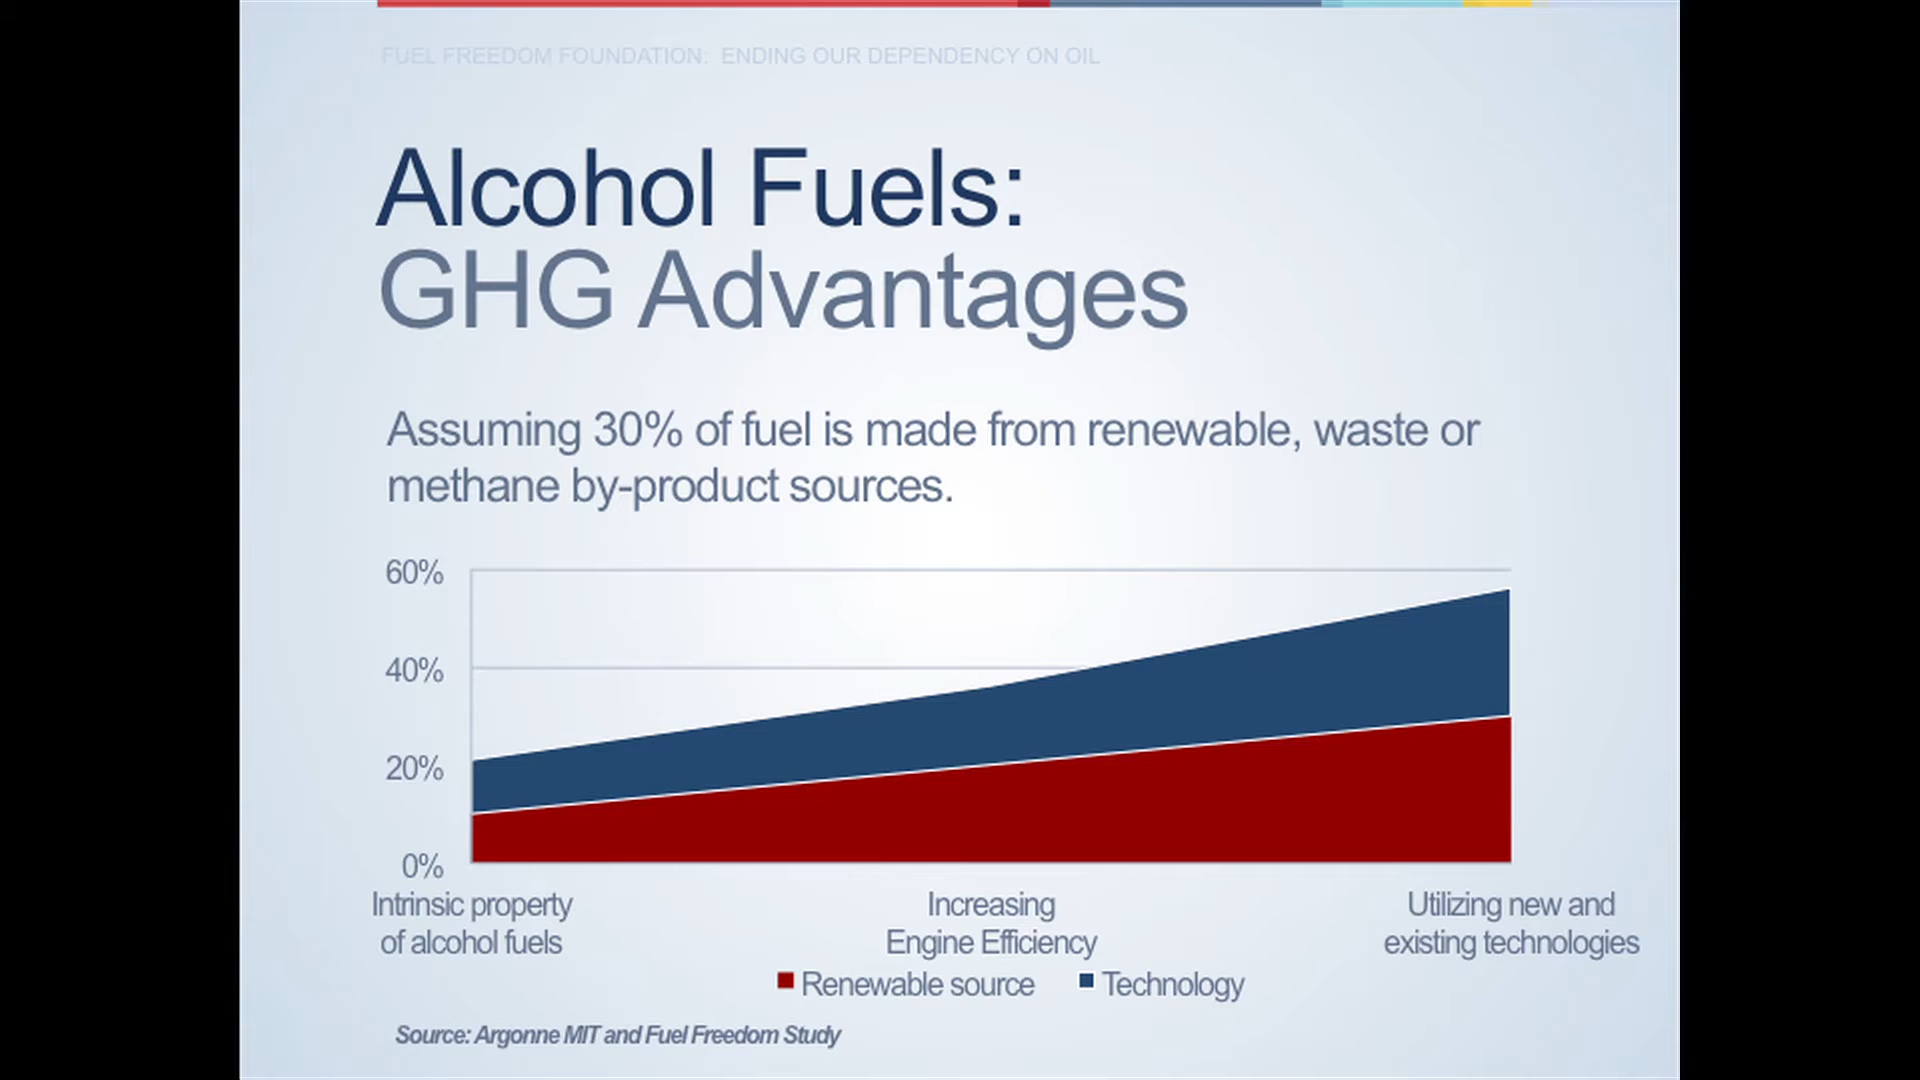 FUEL FREEDOM FOUNDATION: ENDING OUR DEPENDENCY ON OIL
Alcohol Fuels:
GHG Advantages
Assuming 30% of fuel is made from renewable, waste or
methane by-product sources.
60%
40%
20%
0%
Intrinsic property
of alcohol fuels
Increasing
Engine Efficiency
Utilizing new and
existing technologies
Renewable source
Technology
Source: Argonne MIT and Fuel Freedom Study